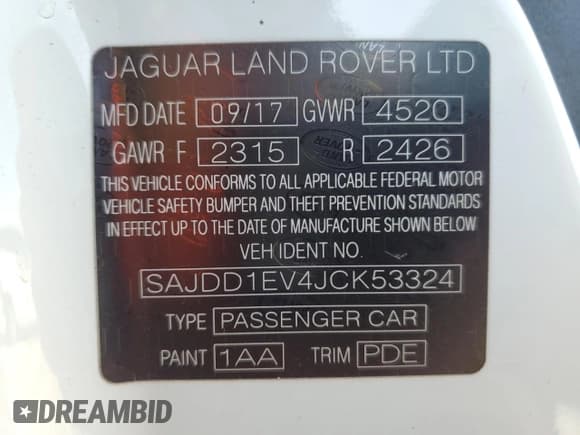 JAGUAR LAND ROVER LTD
MFD DATE 09/17 GVWR 4520
GAWR F 2315 R 2426
THIS VEHICLE CONFORMS TO ALL APPLICABLE FEDERAL MOTOR
VEHICLE SAFETY BUMPER AND THEFT PREVENTION STANDARDS
IN EFFECT UP TO THE DATE OF MANUFACTURE SHOWN BELOW
VEH IDENT NO.
SAJDD1EV4JCK53324
TYPE PASSENGER CAR
PAINT 1AA TRIM PDE
DREAMBID